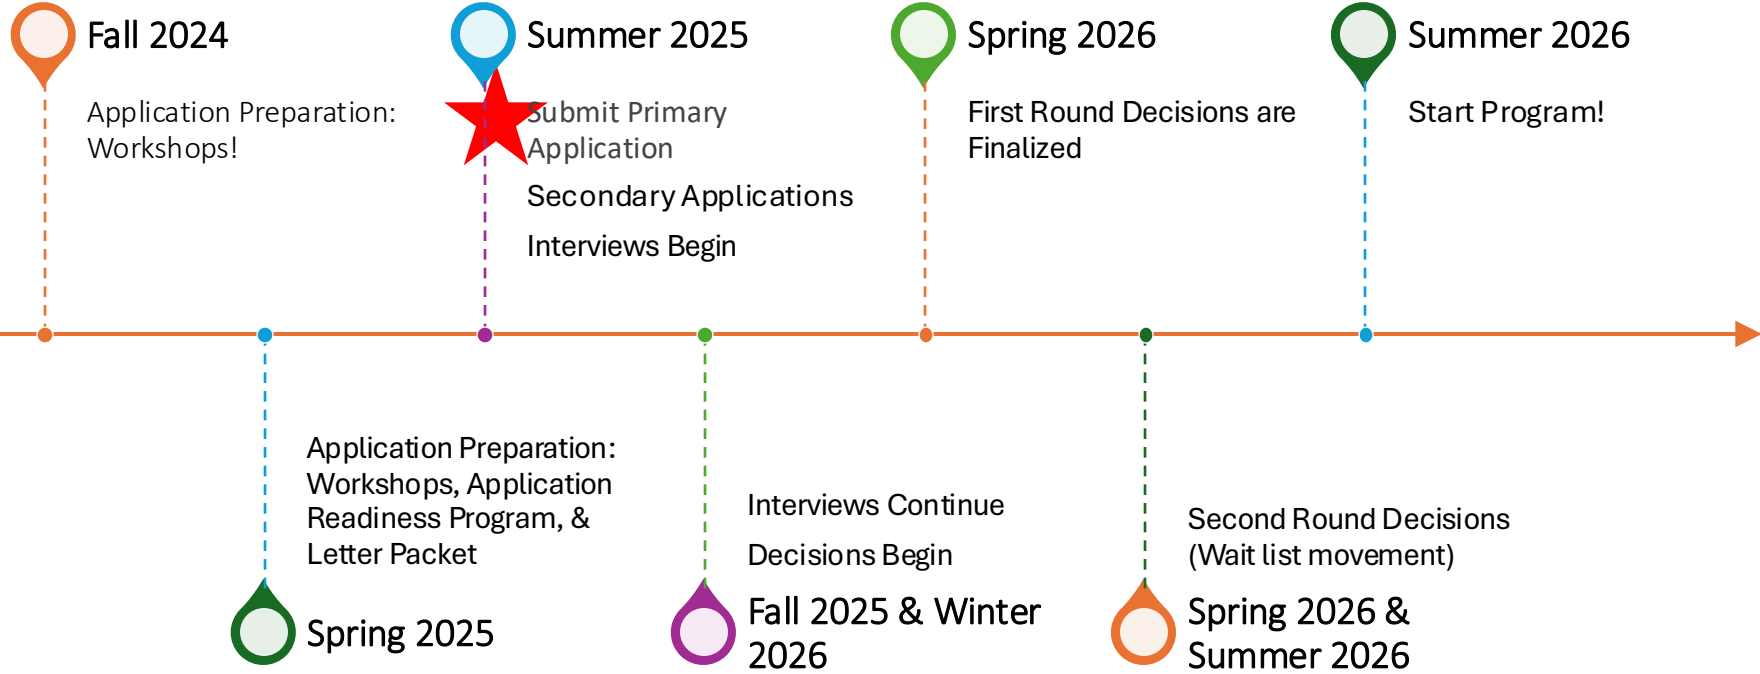 Fall 2024
Application Preparation:
Workshops!
Summer 2025
Submit Primary
Application
Secondary Applications
Interviews Begin
Spring 2026
First Round Decisions are
Finalized
Summer 2026
Start Program!
Application Preparation:
Workshops, Application
Readiness Program, &
Letter Packet
Spring 2025
Interviews Continue
Decisions Begin
Fall 2025 & Winter
2026
Second Round Decisions
(Wait list movement)
Spring 2026 &
Summer 2026